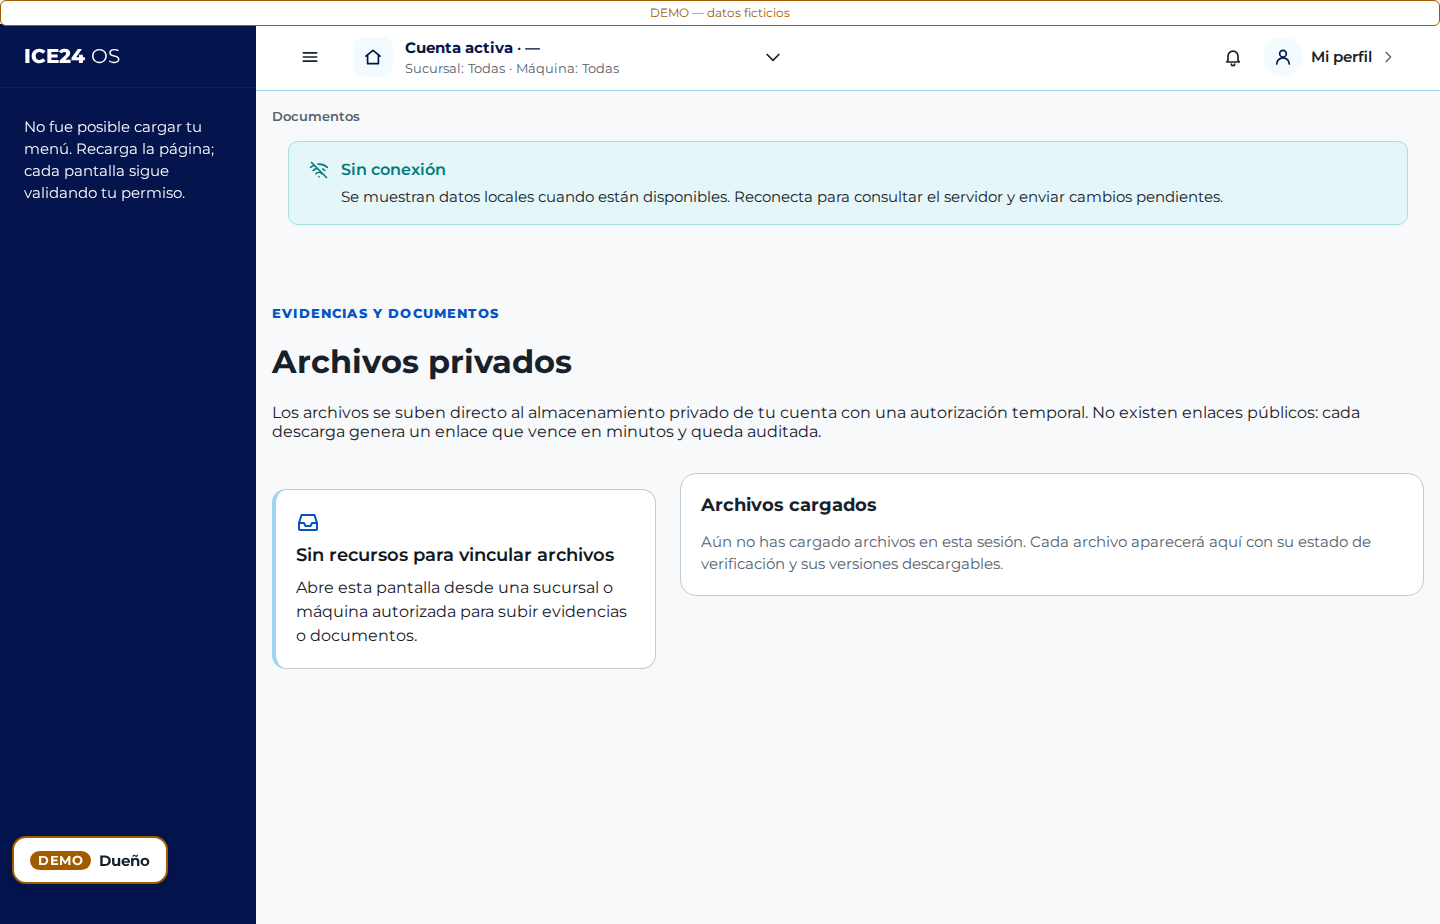 DEMO — datos ficticios
ICE24 OS
No fue posible cargar tu
menú. Recarga la página;
cada pantalla sigue
validando tu permiso.
DEMO Dueño
Cuenta activa · —
Sucursal: Todas · Máquina: Todas
Mi perfil
Documentos
Sin conexión
Se muestran datos locales cuando están disponibles. Reconecta para consultar el servidor y enviar cambios pendientes.
EVIDENCIAS Y DOCUMENTOS
Archivos privados
Los archivos se suben directo al almacenamiento privado de tu cuenta con una autorización temporal. No existen enlaces públicos: cada
descarga genera un enlace que vence en minutos y queda auditada.
Sin recursos para vincular archivos
Abre esta pantalla desde una sucursal o
máquina autorizada para subir evidencias
o documentos.
Archivos cargados
Aún no has cargado archivos en esta sesión. Cada archivo aparecerá aquí con su estado de
verificación y sus versiones descargables.